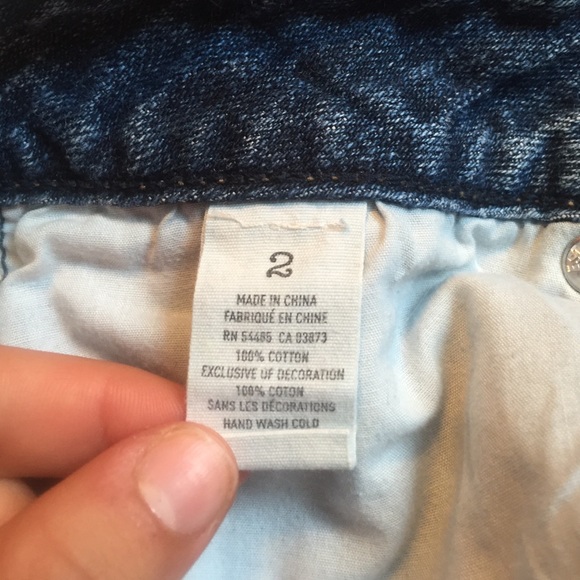 2
MADE IN CHINA
FABRIQUÉ EN CHINE
RN 54485 CA 03873
100% COTTON
EXCLUSIVE OF DECORATION
100% COTON
SANS LES DÉCORATIONS
HAND WASH COLD